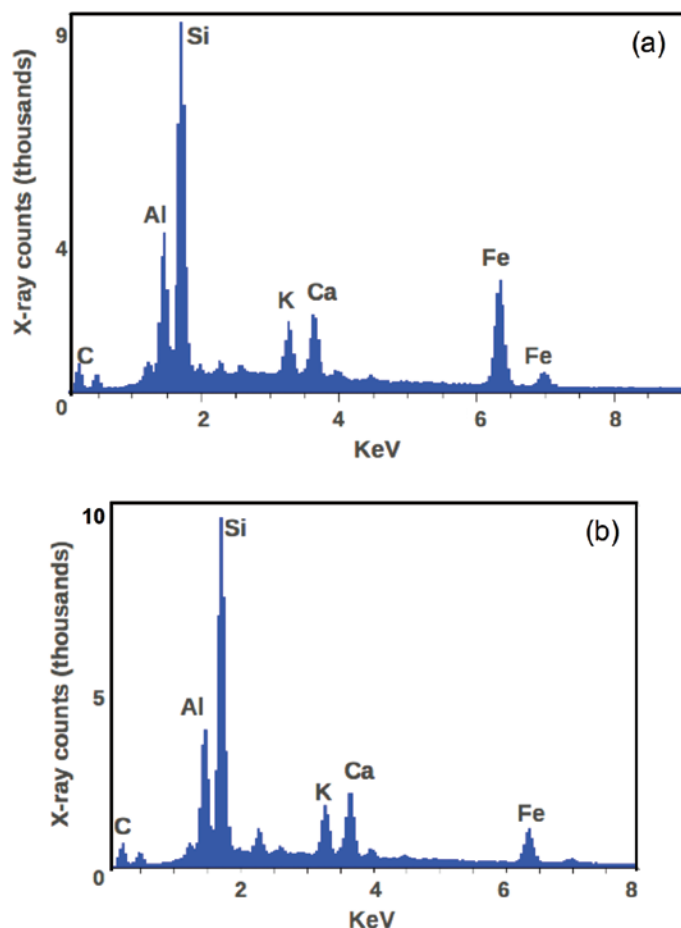 9
Si
(a)
Al
4
Fe
K
Ca
C
Fe
0
2
4
6
8
X-ray counts (thousands)
KeV
10
Si
(b)
5
Al
Ca
K
Fe
C
0
2
4
6
8
X-ray counts (thousands)
KeV